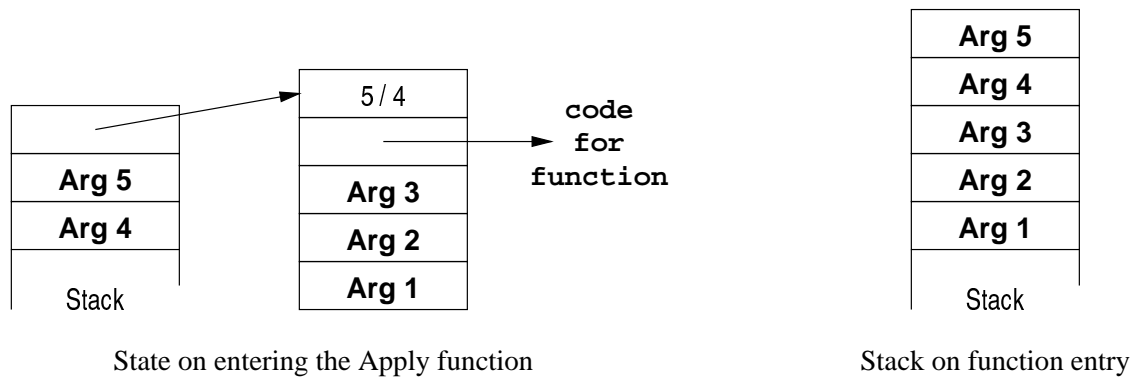 5 / 4
code
for
function
Arg 5
Arg 4
Stack
Arg 3
Arg 2
Arg 1
State on entering the Apply function
Arg 5
Arg 4
Arg 3
Arg 2
Arg 1
Stack
Stack on function entry